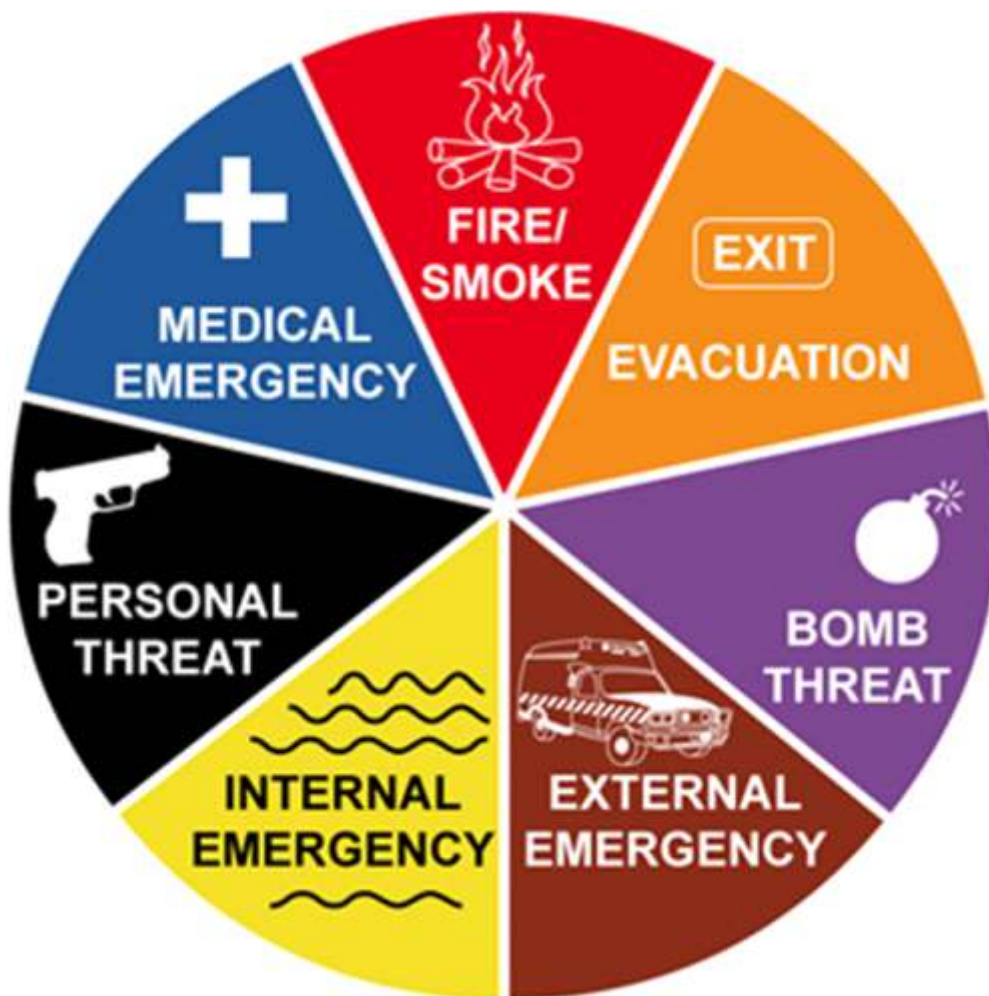 FIRE/
SMOKE
EXIT
EVACUATION
BOMB
THREAT
EXTERNAL
EMERGENCY
INTERNAL
EMERGENCY
PERSONAL
THREAT
MEDICAL
EMERGENCY